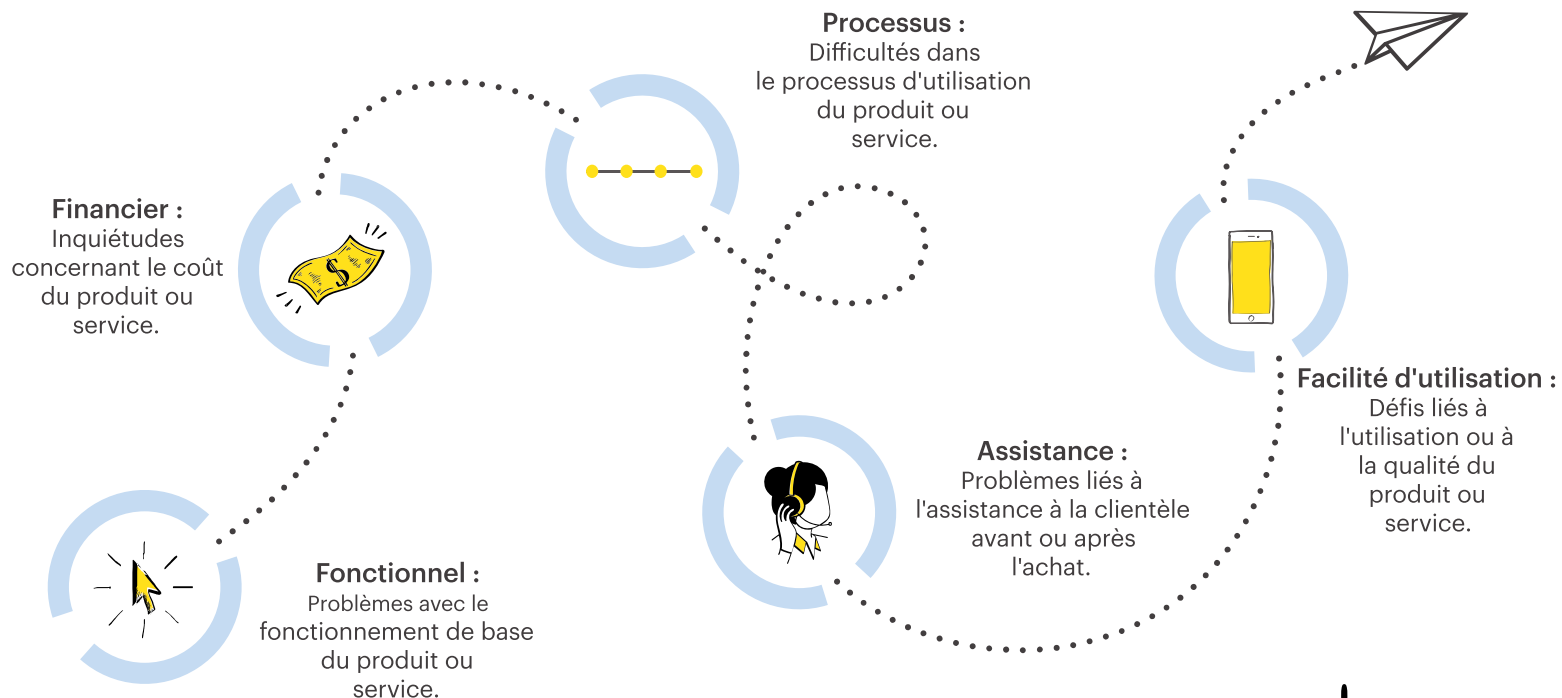 Processus :
Difficultés dans
le processus d'utilisation
du produit ou
service.
Financier :
Inquiétudes
concernant le coût
du produit ou
service.
Facilité d'utilisation :
Défis liés à
l'utilisation ou à
la qualité du
produit ou
service.
Assistance :
Problèmes liés à
l'assistance à la clientèle
avant ou après
l'achat.
Fonctionnel :
Problèmes avec le
fonctionnement de base
du produit ou
service.